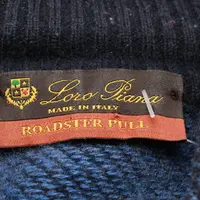 Loro Piana
MADE IN ITALY
ROADSTER PULL